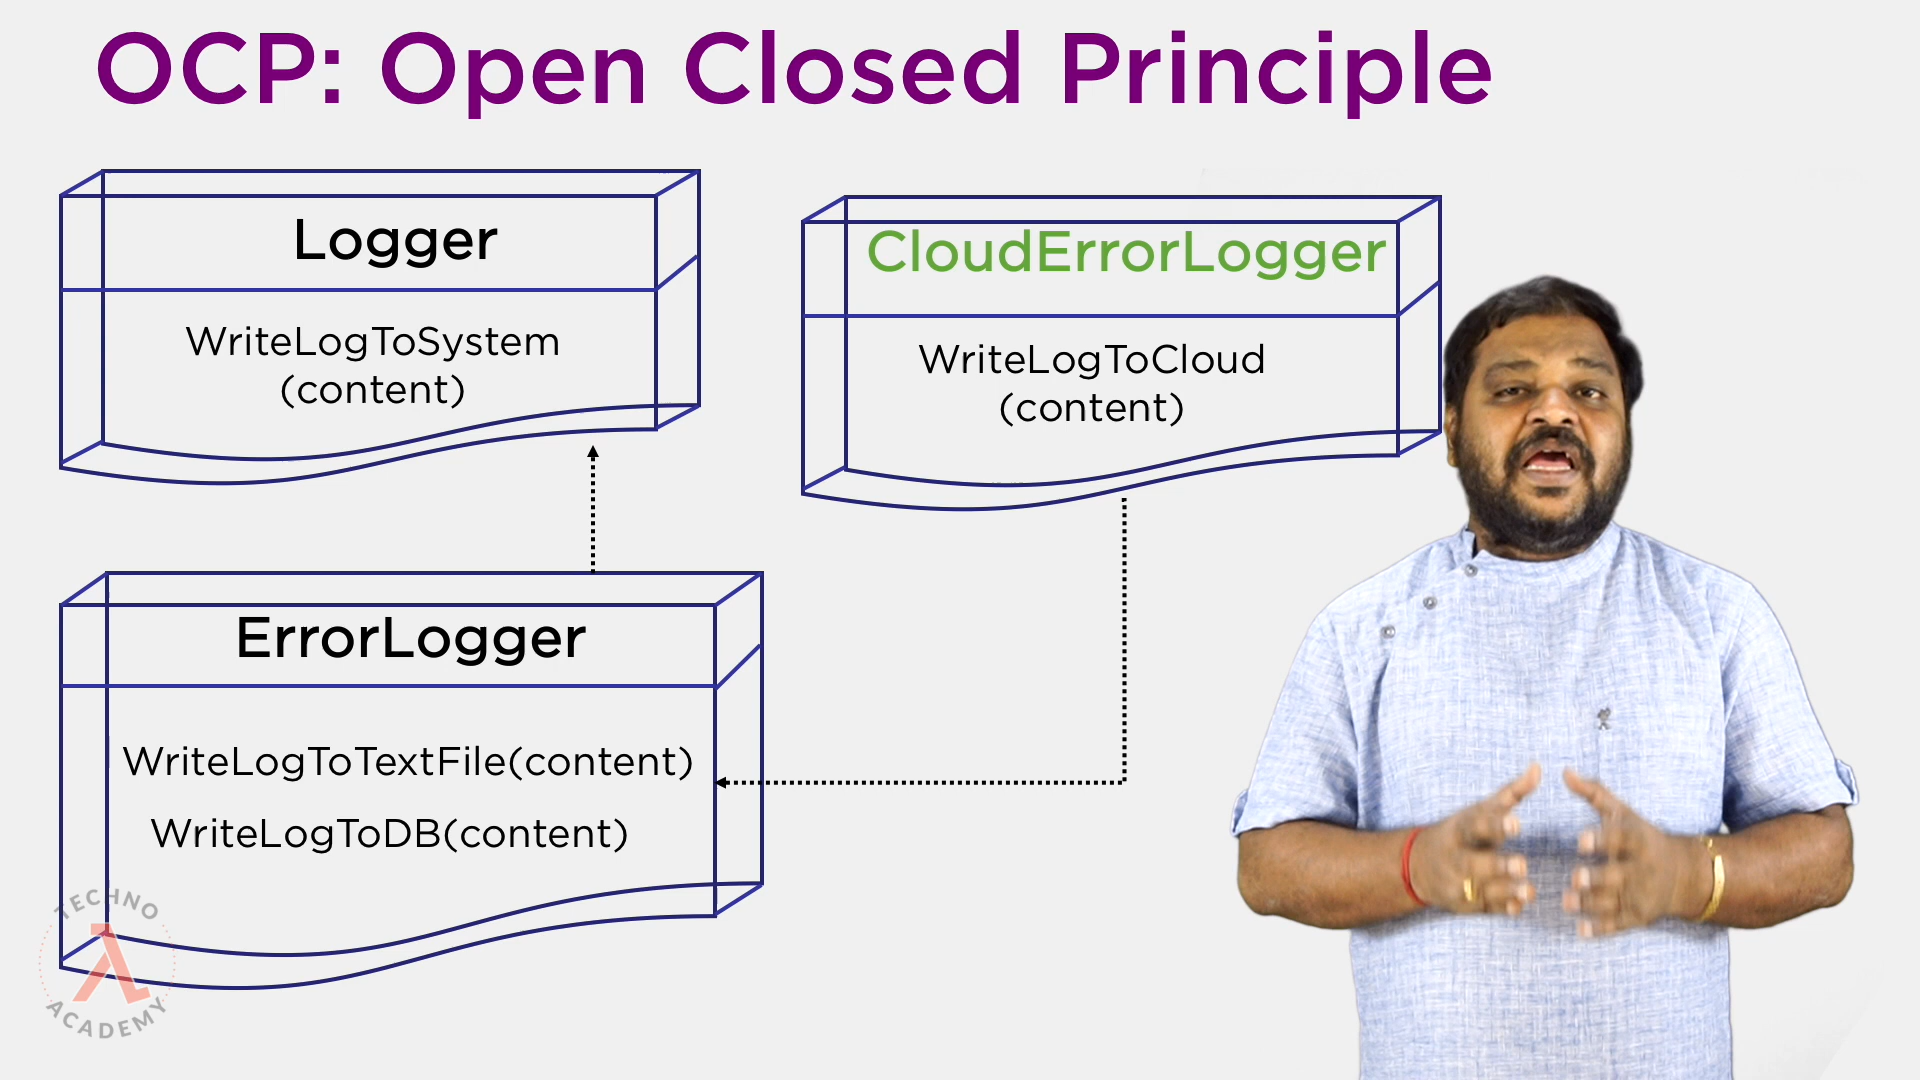 OCP: Open Closed Principle
Logger
WriteLogToSystem
(content)
CloudErrorLogger
WriteLogToCloud
(content)
ErrorLogger
WriteLogToTextFile(content)
WriteLogToDB(content)
TECHNO
ACADEMY